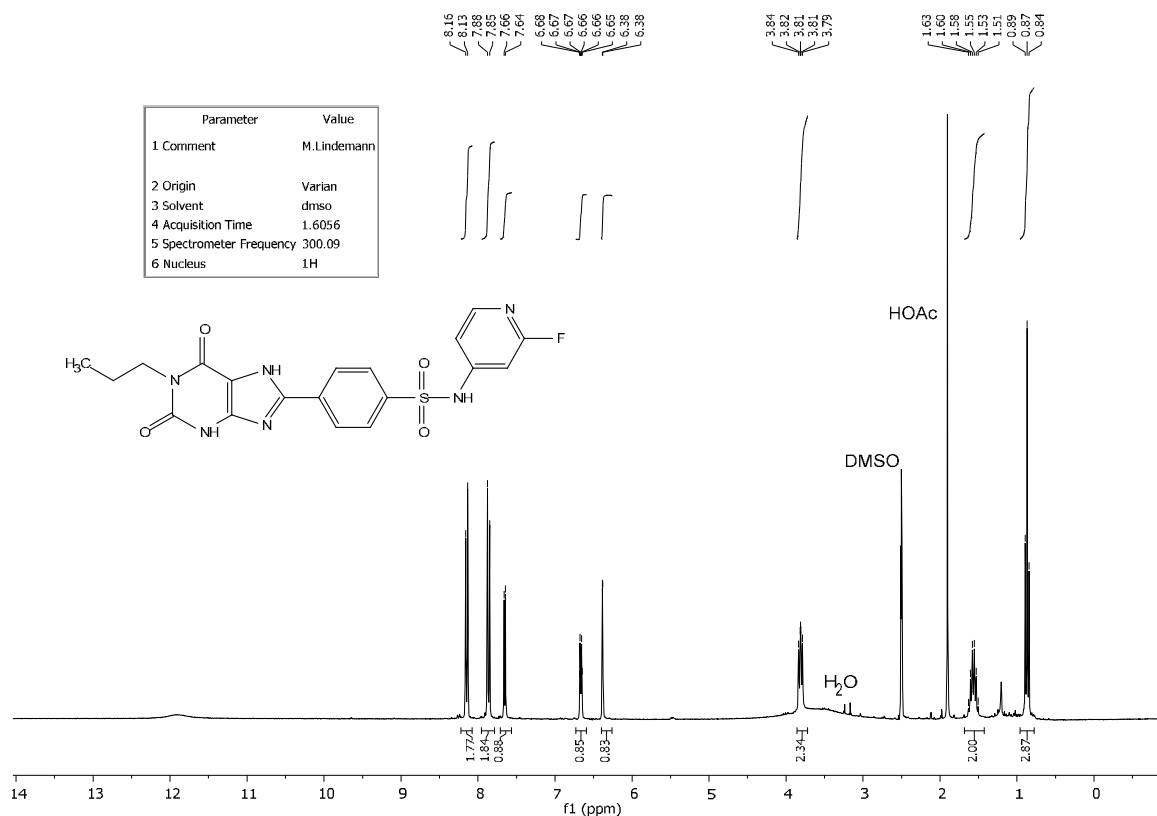 8.16 8.13 7.88 7.85 7.66 7.64 6.68 6.67 6.67 6.66 6.66 6.65 6.38 6.38 3.84 3.82 3.81 3.81 3.79 1.63 1.60 1.58 1.55 1.53 1.51 0.89 0.87 0.84
Parameter Value
1 Comment M.Lindemann
2 Origin Varian
3 Solvent dmso
4 Acquisition Time 1.6056
5 Spectrometer Frequency 300.09
6 Nucleus 1H
HOAc
N
F
O
NH
O
H3C
N
S
NH
O
N
NH
O
O
DMSO
H2O
1.77 1.84 0.88 0.85 0.83 2.34 2.00 2.87
14 13 12 11 10 9 8 7 6 5 4 3 2 1 0
f1 (ppm)